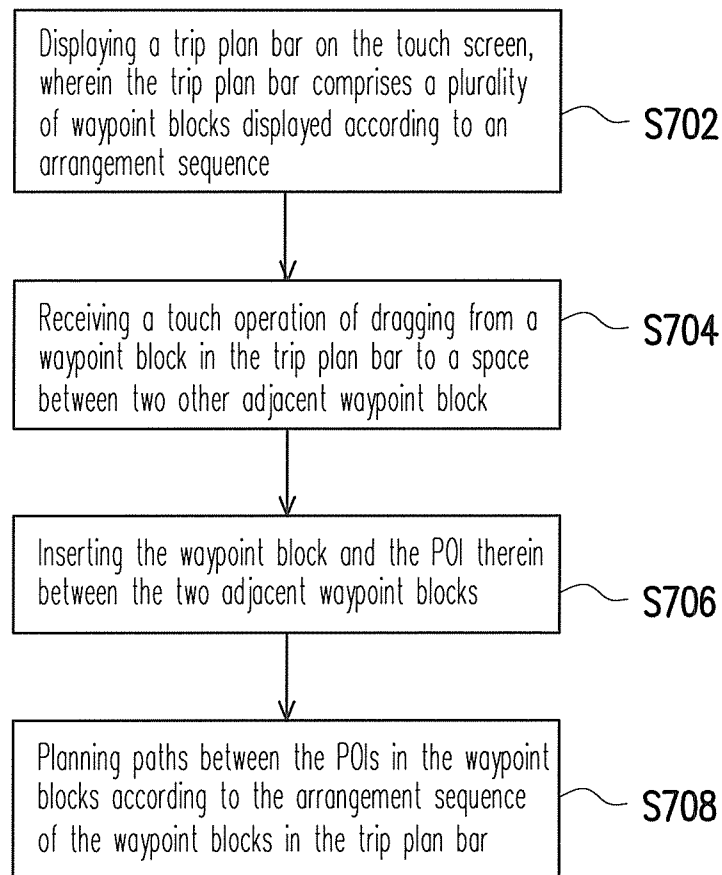 Displaying a trip plan bar on the touch screen,
wherein the trip plan bar comprises a plurality
of waypoint blocks displayed according to an
arrangement sequence
S702
Receiving a touch operation of dragging from a
waypoint block in the trip plan bar to a space
between two other adjacent waypoint block
S704
Inserting the waypoint block and the POI therein
between the two adjacent waypoint blocks
S706
Planning paths between the POIs in the waypoint
blocks according to the arrangement sequence
of the waypoint blocks in the trip plan bar
S708